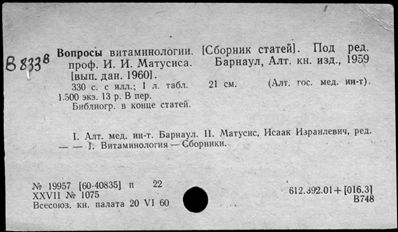 В 833 в
Вопросы витаминологии. [Сборник статей]. Под ред.
проф. И. И. Матусиса. Барнаул, Алт. кн. изд., 1959
[вып. дан. 1960].
330 с. с илл.; 1 л. табл. 21 см. (Алт. гос. мед. ин-т).
1.500 экз. 13 р. В пер.
Библиогр. в конце статей.
I. Алт. мед. ин-т. Барнаул. II. Матусис, Исаак Израилевич, ред.
— — 1. Витаминология — Сборники.
№ 19957 [60-40835] п 22
XXVII № 1075
Всесоюз. кн. палата 20 VI 60
612.392.01+[016.3]
В748